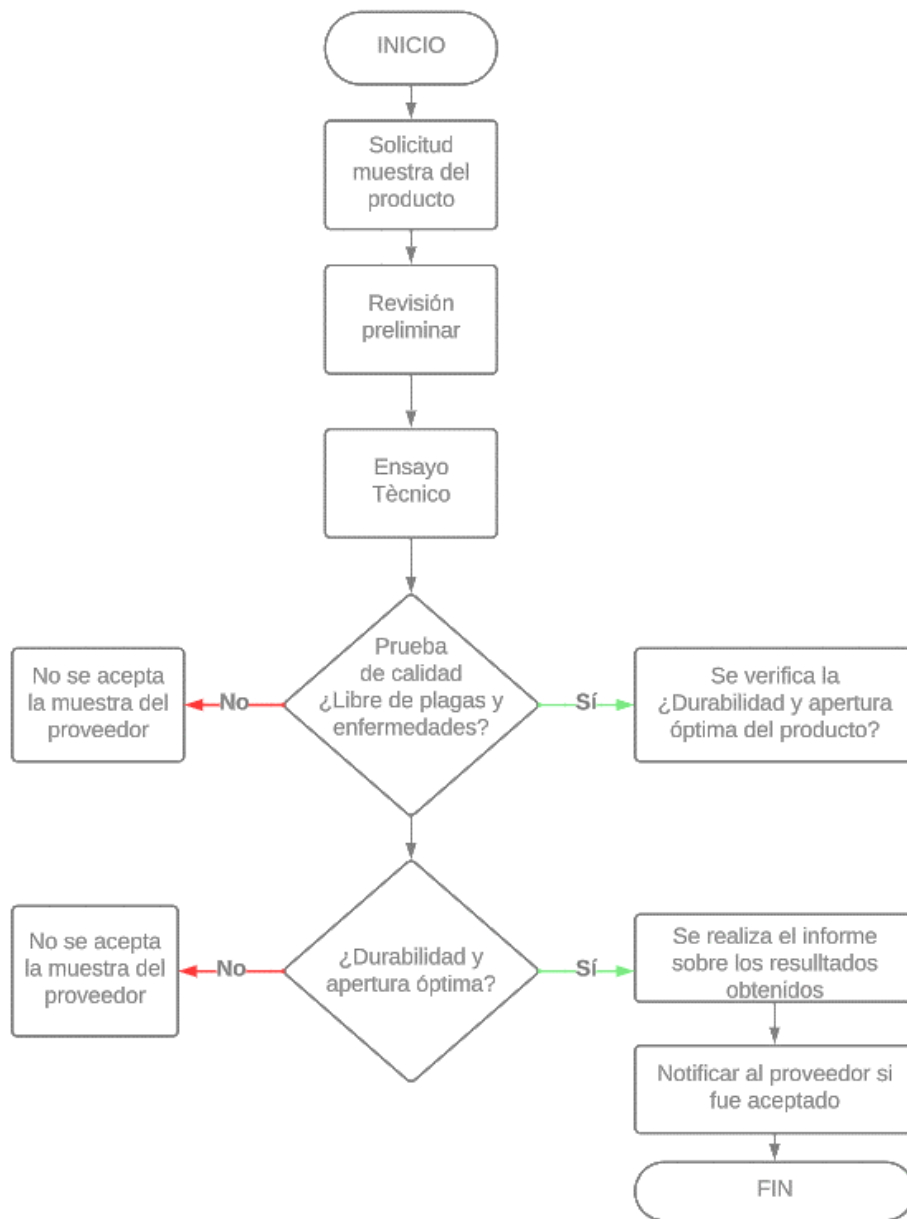 INICIO
Solicitud
muestra del
producto
Revisión
preliminar
Ensayo
Tècnico
Prueba
de calidad
¿Libre de plagas y
enfermedades?
No
No se acepta
la muestra del
proveedor
Sí
Se verifica la
¿Durabilidad y apertura
óptima del producto?
¿Durabilidad y
apertura óptima?
No
No se acepta
la muestra del
proveedor
Sí
Se realiza el informe
sobre los resulltados
obtenidos
Notificar al proveedor si
fue aceptado
FIN